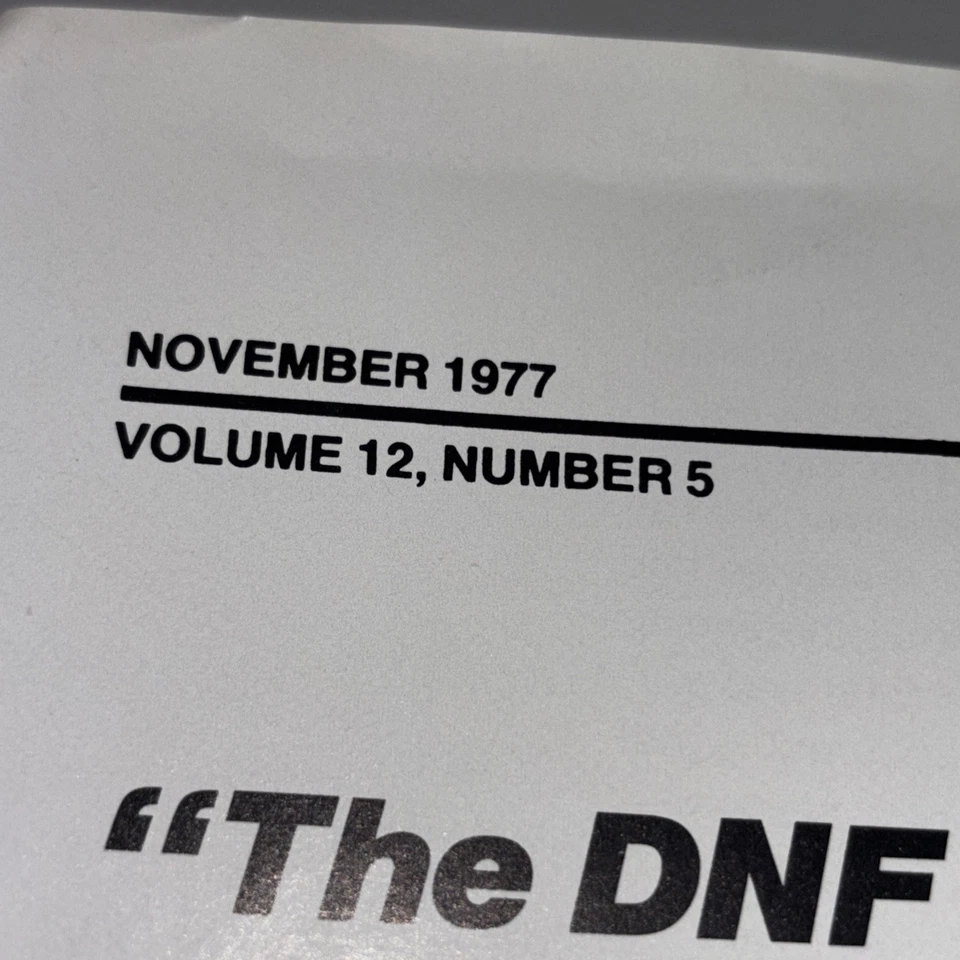 NOVEMBER 1977
VOLUME 12, NUMBER 5
“The DNF